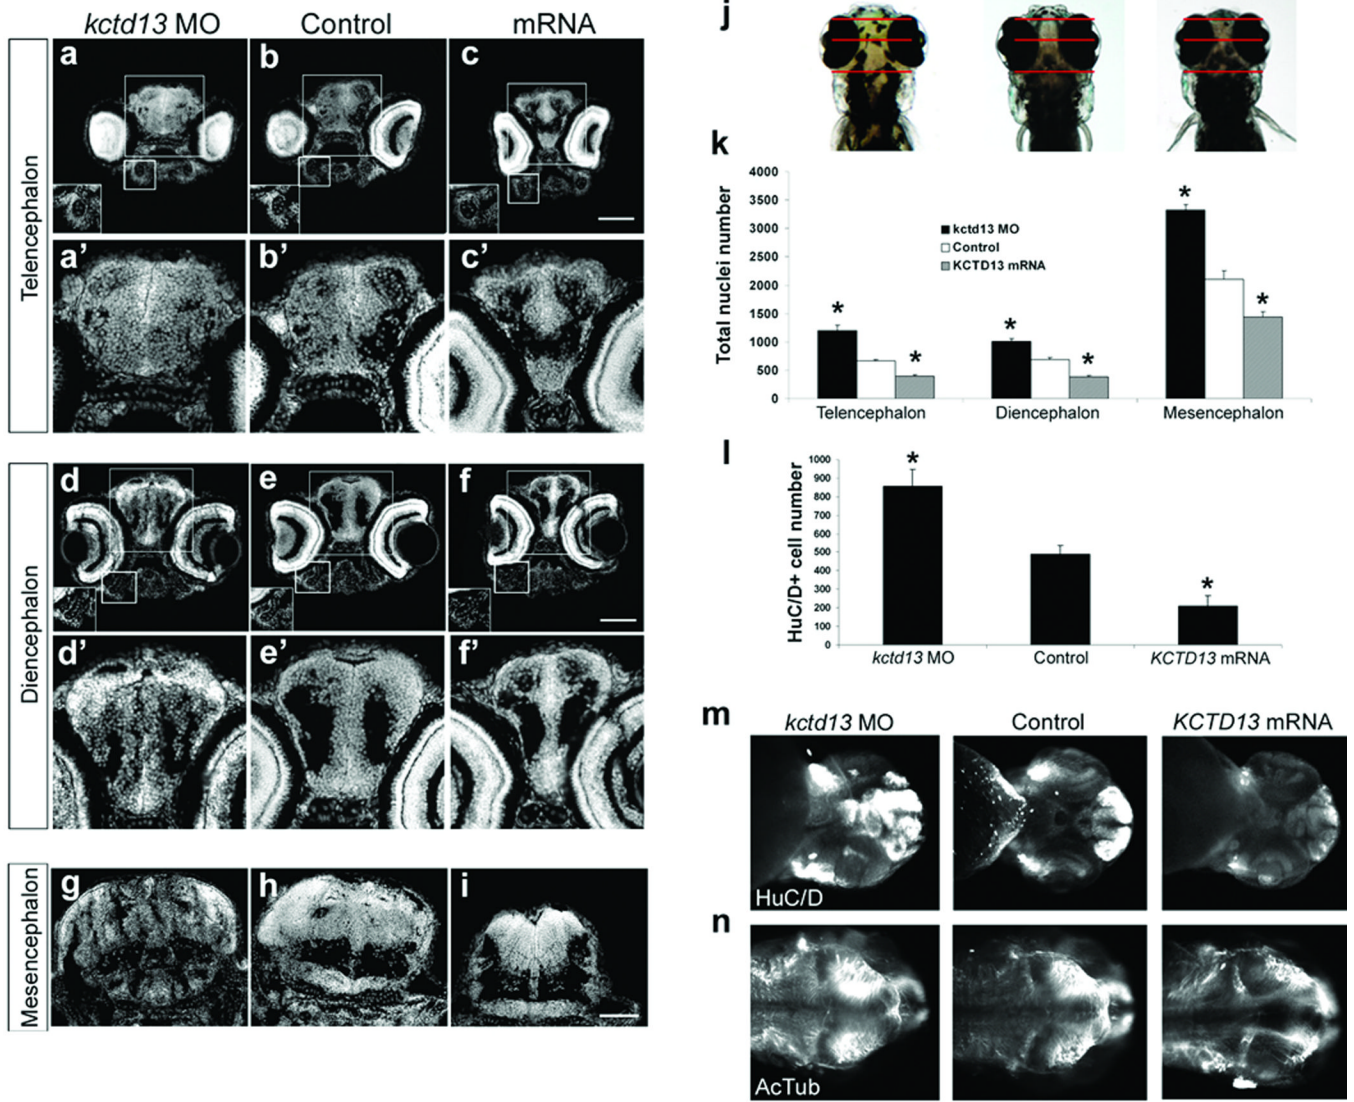 kctd13 MO Control mRNA
Telencephalon
a b c
a’ b’ c’
Diencephalon
d e f
d’ e’ f’
Mesencephalon
g h i
j
k
Total nuclei number
4000
3500
3000
2500
2000
1500
1000
500
0
kctd13 MO
Control
KCTD13 mRNA
* * * * * *
Telencephalon Diencephalon Mesencephalon
l
HuC/D+ cell number
1000
900
800
700
600
500
400
300
200
100
0
* *
kctd13 MO Control KCTD13 mRNA
m kctd13 MO Control KCTD13 mRNA
HuC/D
n
AcTub